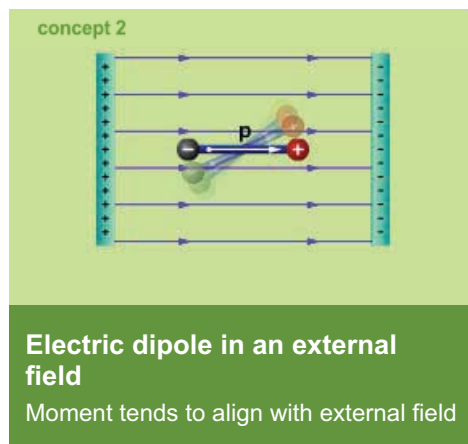 concept 2
+ -
+ -
+ -
+ p -
+ - + -
+ -
+ -
+ -
+ -
+ -
+ -
Electric dipole in an external
field
Moment tends to align with external field